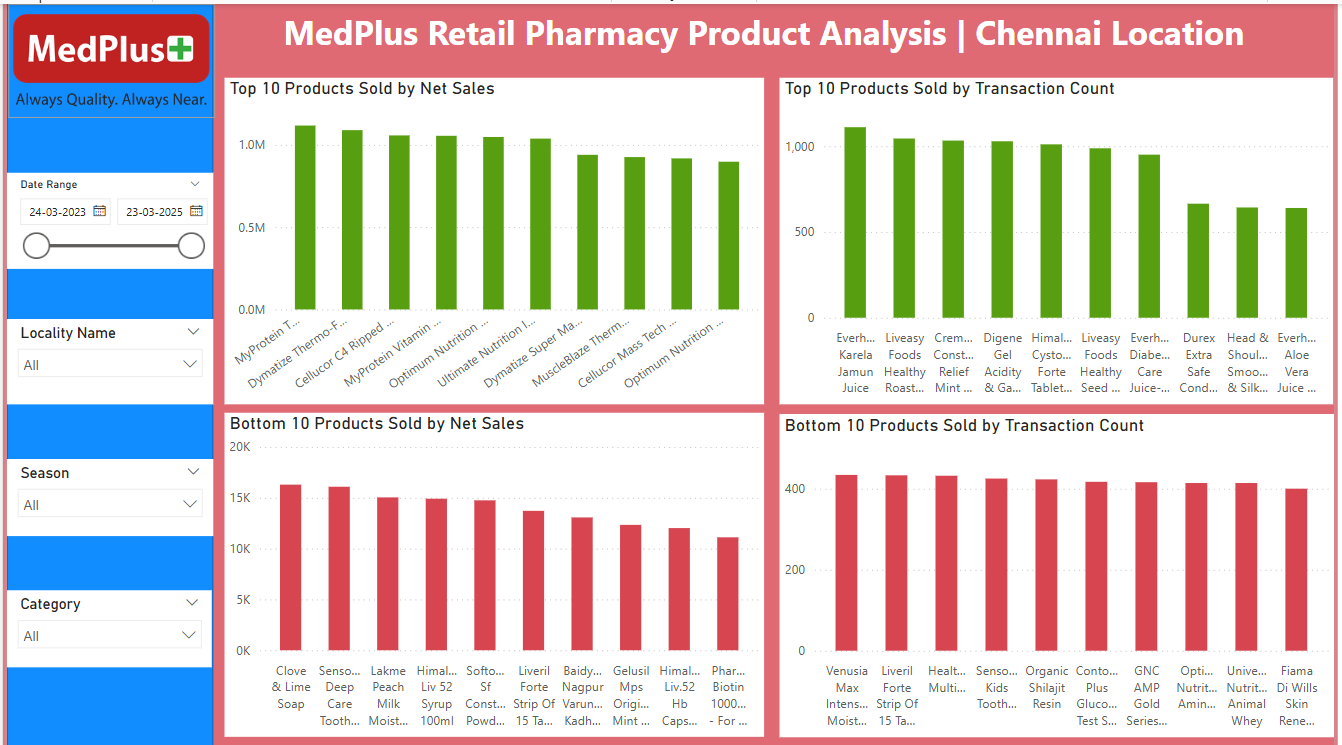 MedPlus
Always Quality. Always Near.
MedPlus Retail Pharmacy Product Analysis | Chennai Location
Date Range
24-03-2023 23-03-2025
Locality Name
All
Season
All
Category
All
Top 10 Products Sold by Net Sales
1.0M
0.5M
0.0M
MyProtein T...
Dymatize Thermo-F...
Cellucor C4 Ripped ...
MyProtein Vitamin ...
Optimum Nutrition ...
Ultimate Nutrition I...
Dymatize Super Ma...
MuscleBlaze Therm...
Cellucor Mass Tech ...
Optimum Nutrition ...
Top 10 Products Sold by Transaction Count
1,000
500
0
Everh...
Karela
Jamun
Juice
Liveasy
Foods
Healthy
Roast...
Crem...
Const...
Relief
Mint ...
Digene
Gel
Acidity
& Ga...
Himal...
Cysto...
Forte
Tablet...
Liveasy
Foods
Healthy
Seed ...
Everh...
Diabe...
Care
Juice-...
Durex
Extra
Safe
Cond...
Head &
Shoul...
Smoo...
& Silk...
Everh...
Aloe
Vera
Juice ...
Bottom 10 Products Sold by Net Sales
20K
15K
10K
5K
0K
Clove
& Lime
Soap
Senso...
Deep
Care
Tooth...
Lakme
Peach
Milk
Moist...
Himal...
Liv 52
Syrup
100ml
Softo...
Sf
Const...
Powd...
Liveril
Forte
Strip Of
15 Ta...
Baidy...
Nagpur
Varun...
Kadh...
Gelusil
Mps
Origi...
Mint ...
Himal...
Liv.52
Hb
Caps...
Phar...
Biotin
1000...
- For ...
Bottom 10 Products Sold by Transaction Count
400
200
0
Venusia
Max
Intens...
Moist...
Liveril
Forte
Strip Of
15 Ta...
Healt...
Multi...
Senso...
Kids
Tooth...
Organic
Shilajit
Resin
Conto...
Plus
Gluco...
Test S...
GNC
AMP
Gold
Series...
Opti...
Nutrit...
Amin...
Unive...
Nutrit...
Animal
Whey
Fiama
Di Wills
Skin
Rene...